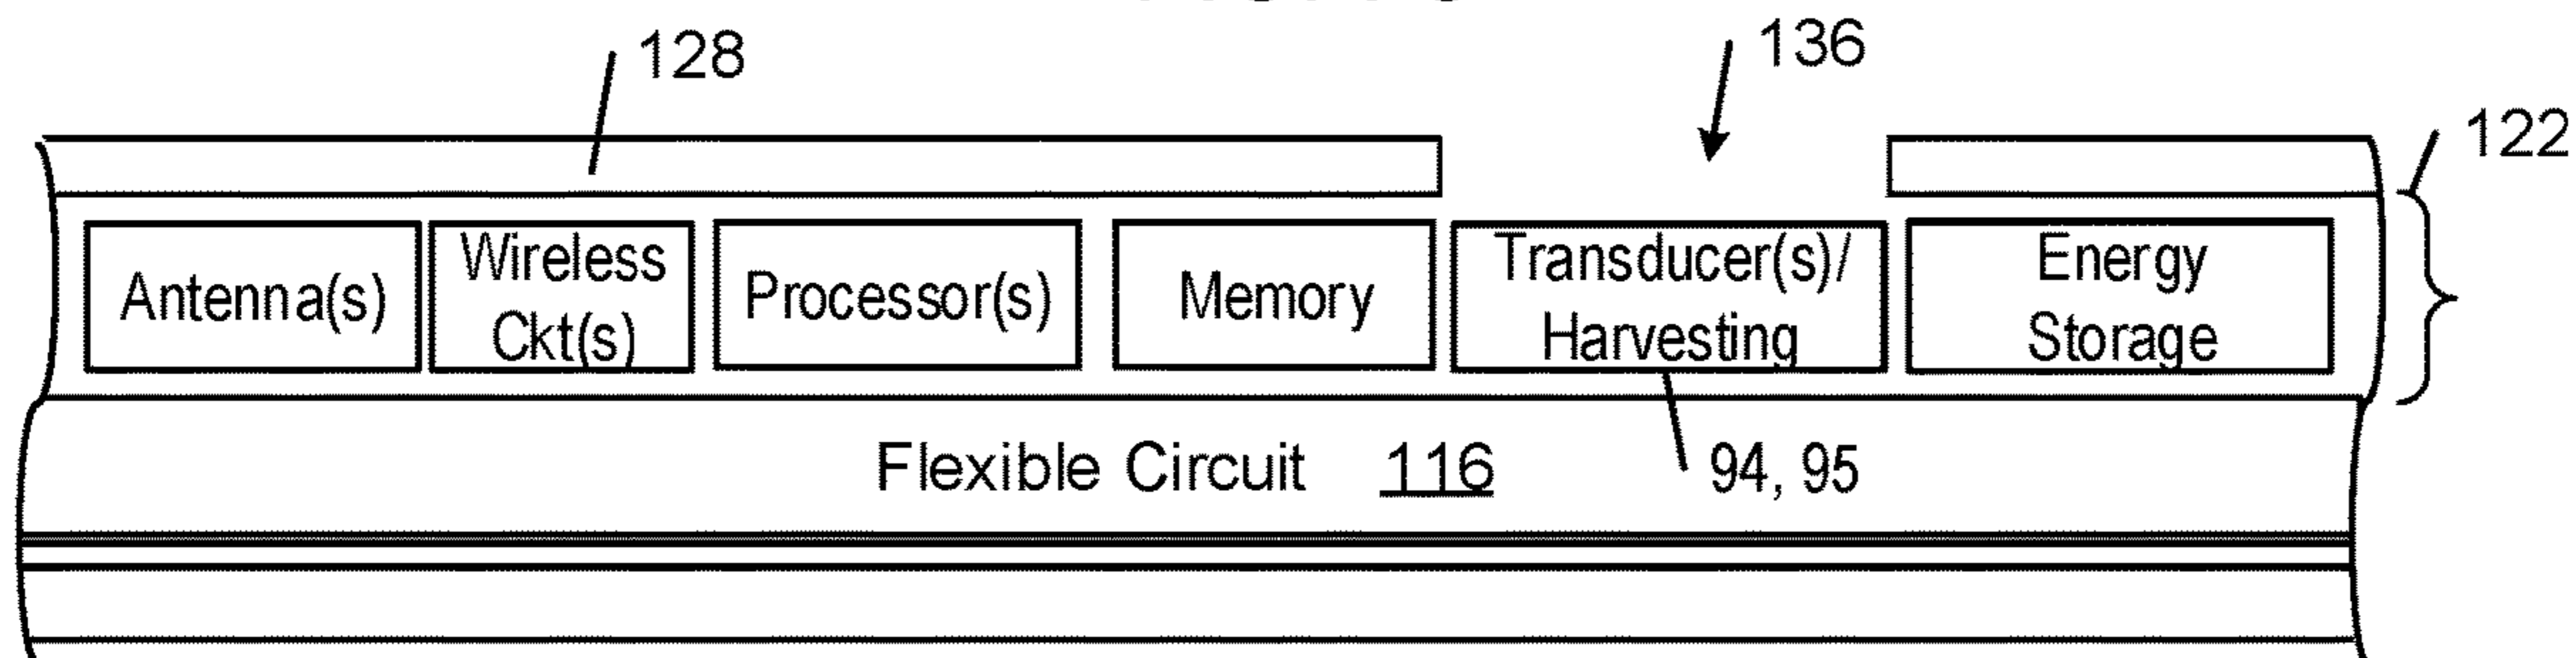 128
136
122
Antenna(s)
Wireless
Ckt(s)
Processor(s)
Memory
Transducer(s)/
Harvesting
Energy
Storage
Flexible Circuit 116
94, 95